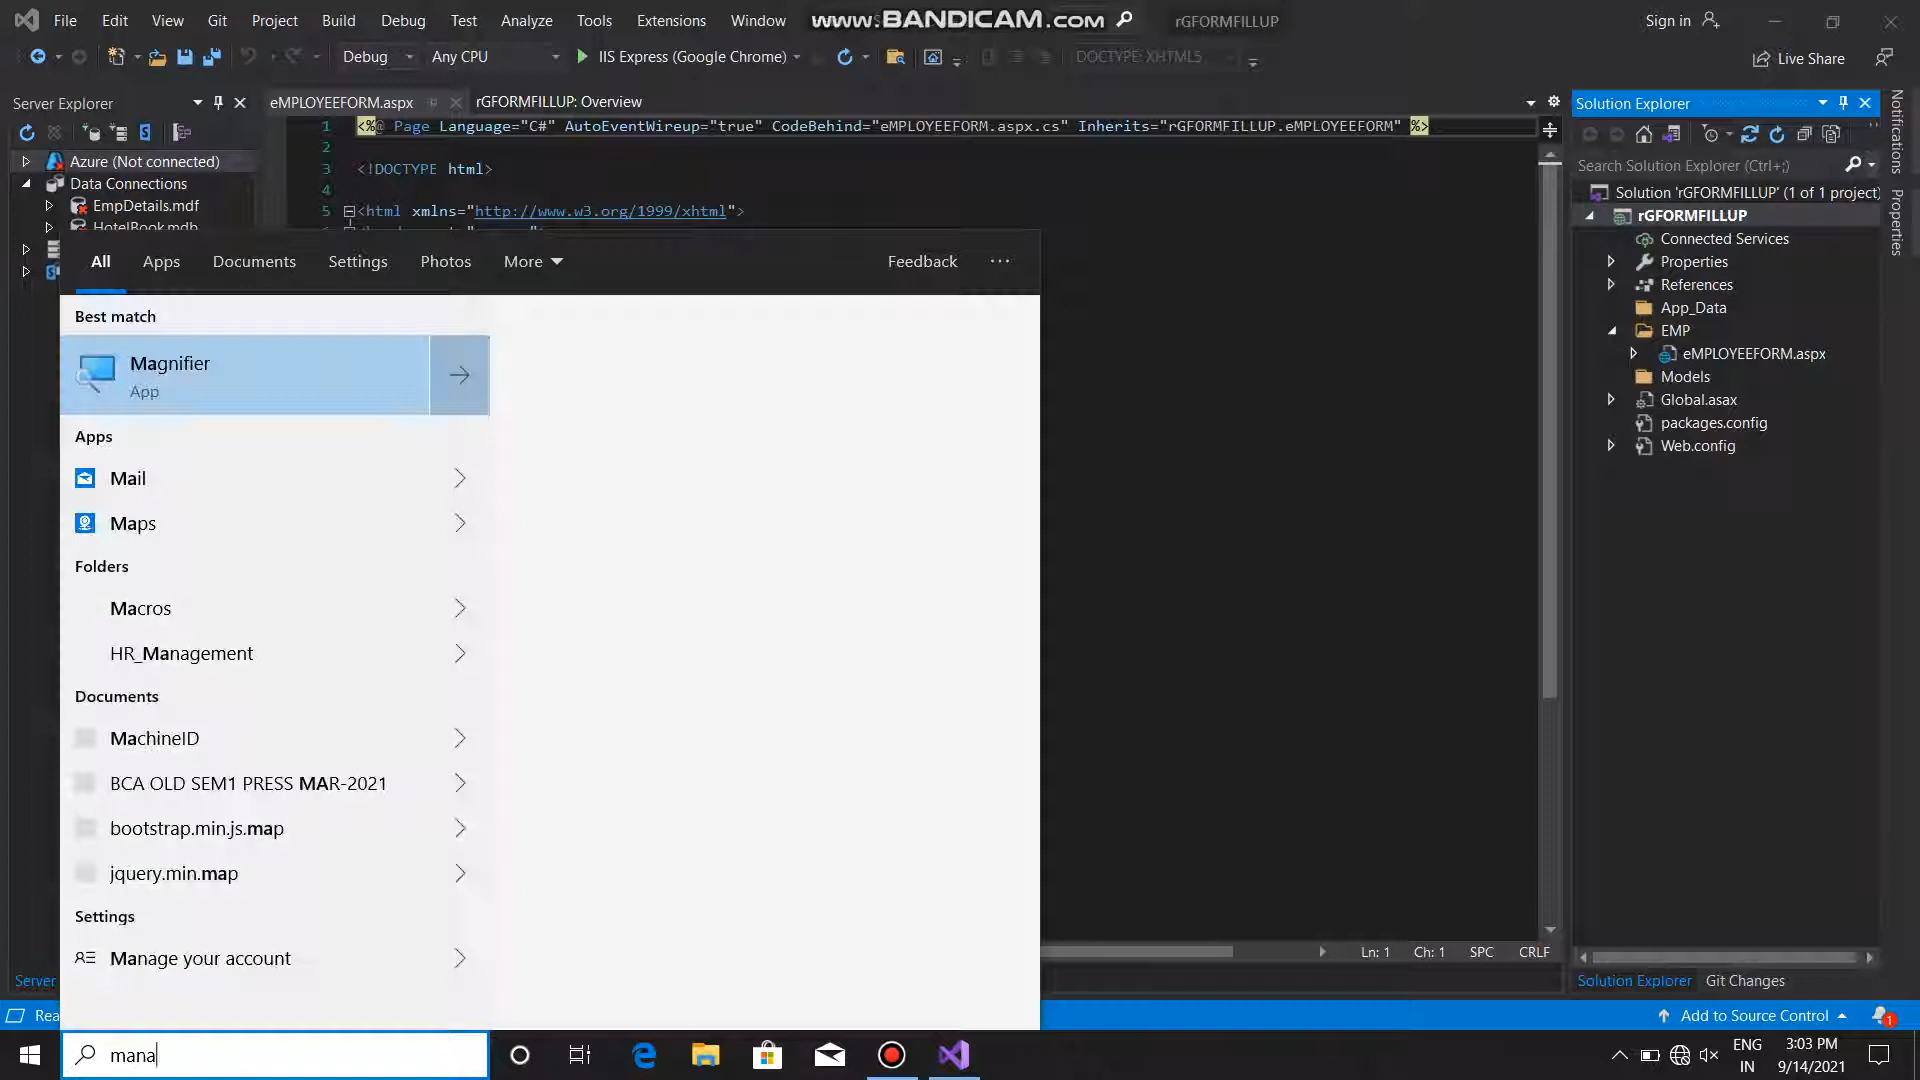 File Edit View Git Project Build Debug Test Analyze Tools Extensions Window
www.BANDICAM.com
rGFORMFILLUP
Sign in
Debug Any CPU IIS Express (Google Chrome) DOCTYPE: XHTML5 Live Share
Server Explorer
eMPLOYEEFORM.aspx rGFORMFILLUP: Overview
Azure (Not connected)
Data Connections
EmpDetails.mdf
HotelBook.mdb
1 <%@ Page Language="C#" AutoEventWireup="true" CodeBehind="eMPLOYEEFORM.aspx.cs" Inherits="rGFORMFILLUP.eMPLOYEEFORM" %>
2
3 <!DOCTYPE html>
4
5 <html xmlns="http://www.w3.org/1999/xhtml">
All Apps Documents Settings Photos More Feedback ...
Best match
Magnifier
App
Apps
Mail
Maps
Folders
Macros
HR_Management
Documents
MachineID
BCA OLD SEM1 PRESS MAR-2021
bootstrap.min.js.map
jquery.min.map
Settings
Manage your account
Solution Explorer
Search Solution Explorer (Ctrl+;)
Solution 'rGFORMFILLUP' (1 of 1 project)
rGFORMFILLUP
Connected Services
Properties
References
App_Data
EMP
eMPLOYEEFORM.aspx
Models
Global.asax
packages.config
Web.config
Notifications
Properties
Ln: 1 Ch: 1 SPC CRLF
Server
Solution Explorer Git Changes
Rea
Add to Source Control
1
mana
ENG
IN
3:03 PM
9/14/2021